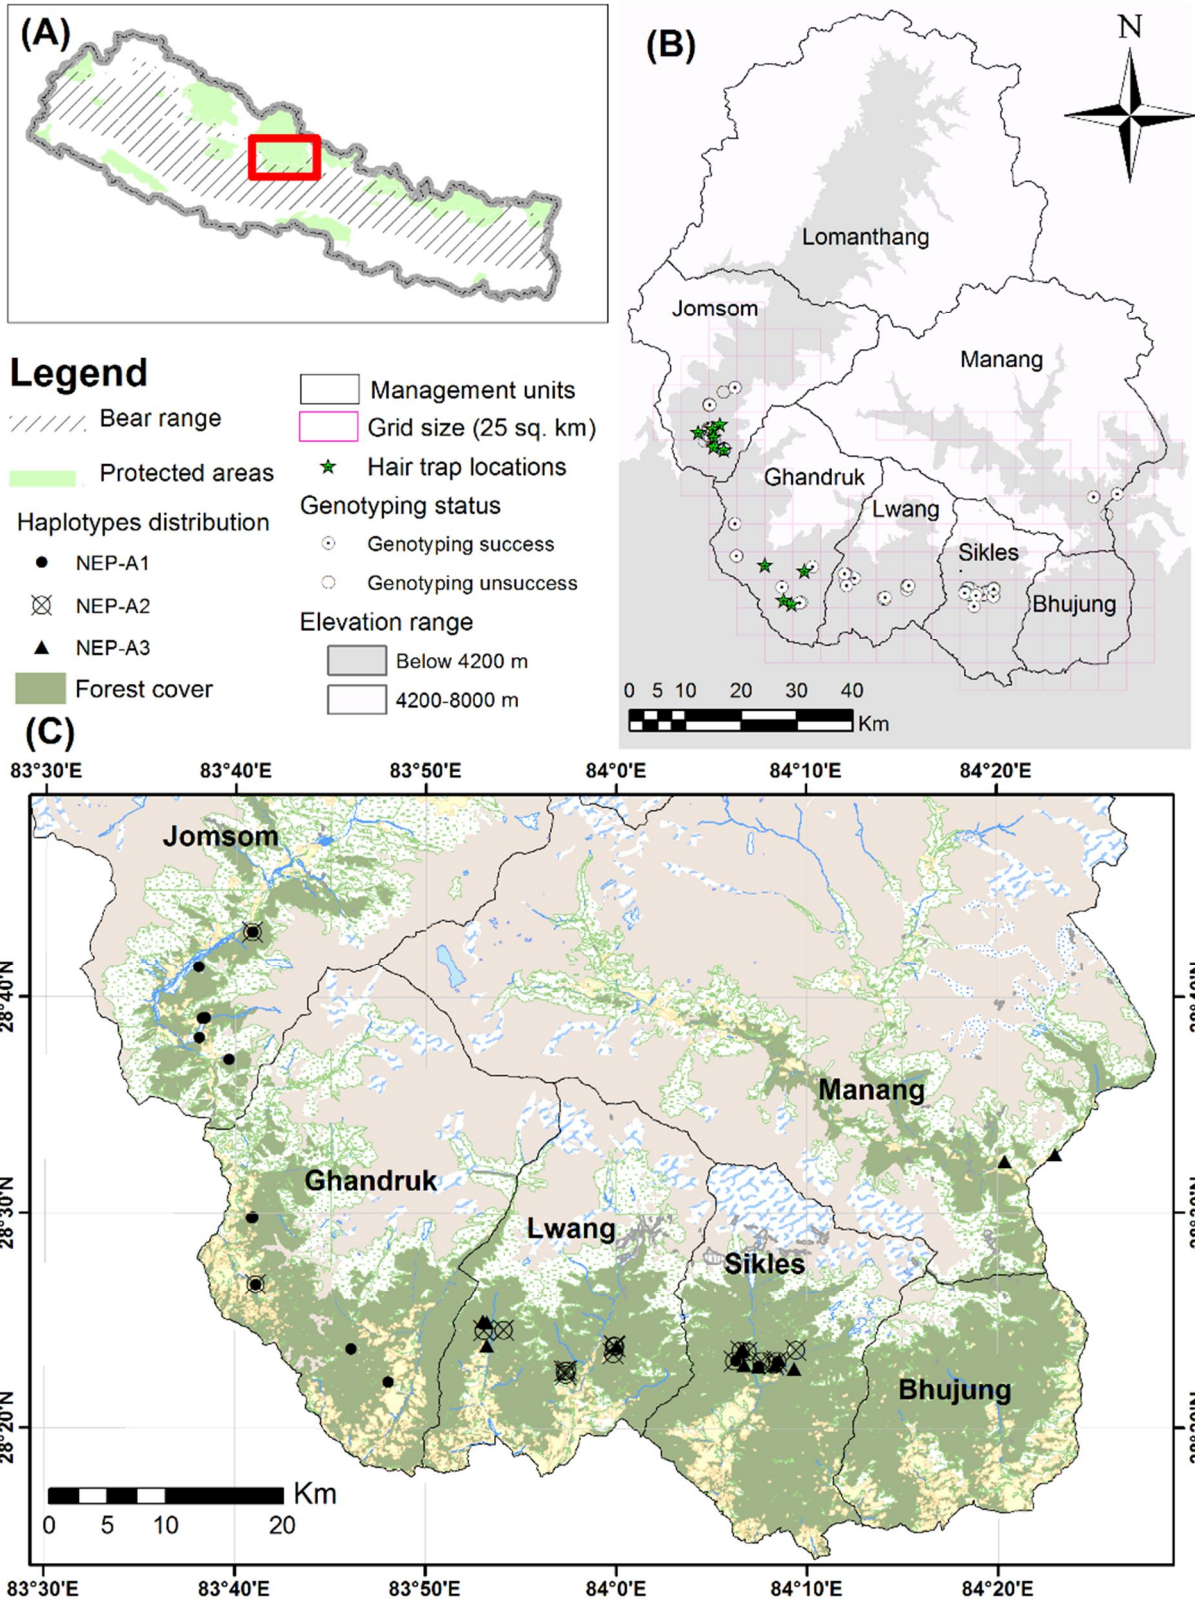 (A)
(B)
N
Lomanthang
Jomsom
Manang
Ghandruk
Lwang
Sikles
Bhujung
0 5 10 20 30 40
Km
Legend
Bear range
Protected areas
Haplotypes distribution
NEP-A1
NEP-A2
NEP-A3
Forest cover
Management units
Grid size (25 sq. km)
Hair trap locations
Genotyping status
Genotyping success
Genotyping unsuccess
Elevation range
Below 4200 m
4200-8000 m
(C)
83°30'E 83°40'E 83°50'E 84°0'E 84°10'E 84°20'E
Jomsom
28°40'N
Manang
Ghandruk
28°30'N
Lwang
Sikles
Bhujung
28°20'N
Km
0 5 10 20
83°30'E 83°40'E 83°50'E 84°0'E 84°10'E 84°20'E